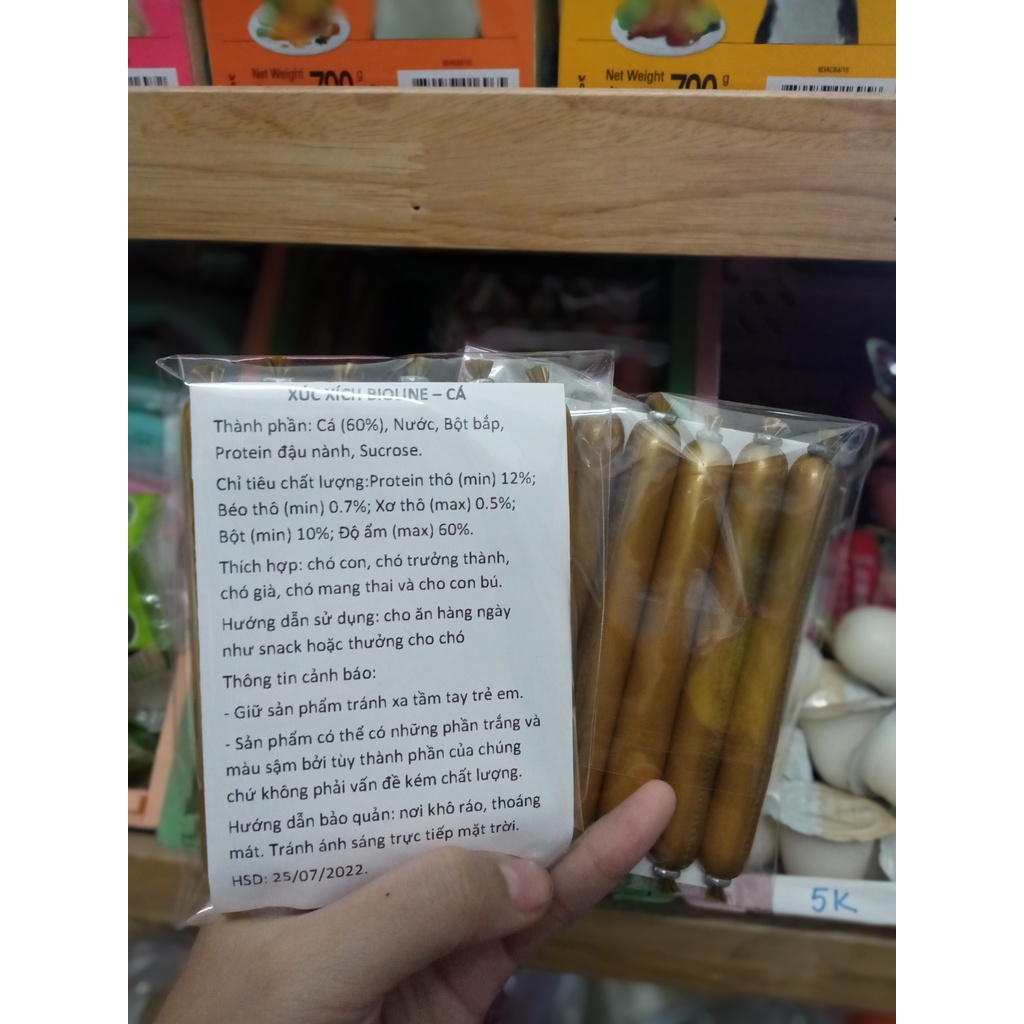 Net Weight 700 g
Net Weight 700 g
XÚC XÍCH BIOLINE – CÁ
Thành phần: Cá (60%), Nước, Bột bắp,
Protein đậu nành, Sucrose.
Chỉ tiêu chất lượng:Protein thô (min) 12%;
Béo thô (min) 0.7%; Xơ thô (max) 0.5%;
Bột (min) 10%; Độ ẩm (max) 60%.
Thích hợp: chó con, chó trưởng thành,
chó già, chó mang thai và cho con bú.
Hướng dẫn sử dụng: cho ăn hàng ngày
như snack hoặc thưởng cho chó
Thông tin cảnh báo:
- Giữ sản phẩm tránh xa tầm tay trẻ em.
- Sản phẩm có thể có những phần trắng và
màu sậm bởi tùy thành phần của chúng
chứ không phải vấn đề kém chất lượng.
Hướng dẫn bảo quản: nơi khô ráo, thoáng
mát. Tránh ánh sáng trực tiếp mặt trời.
HSD: 25/07/2022.
5K